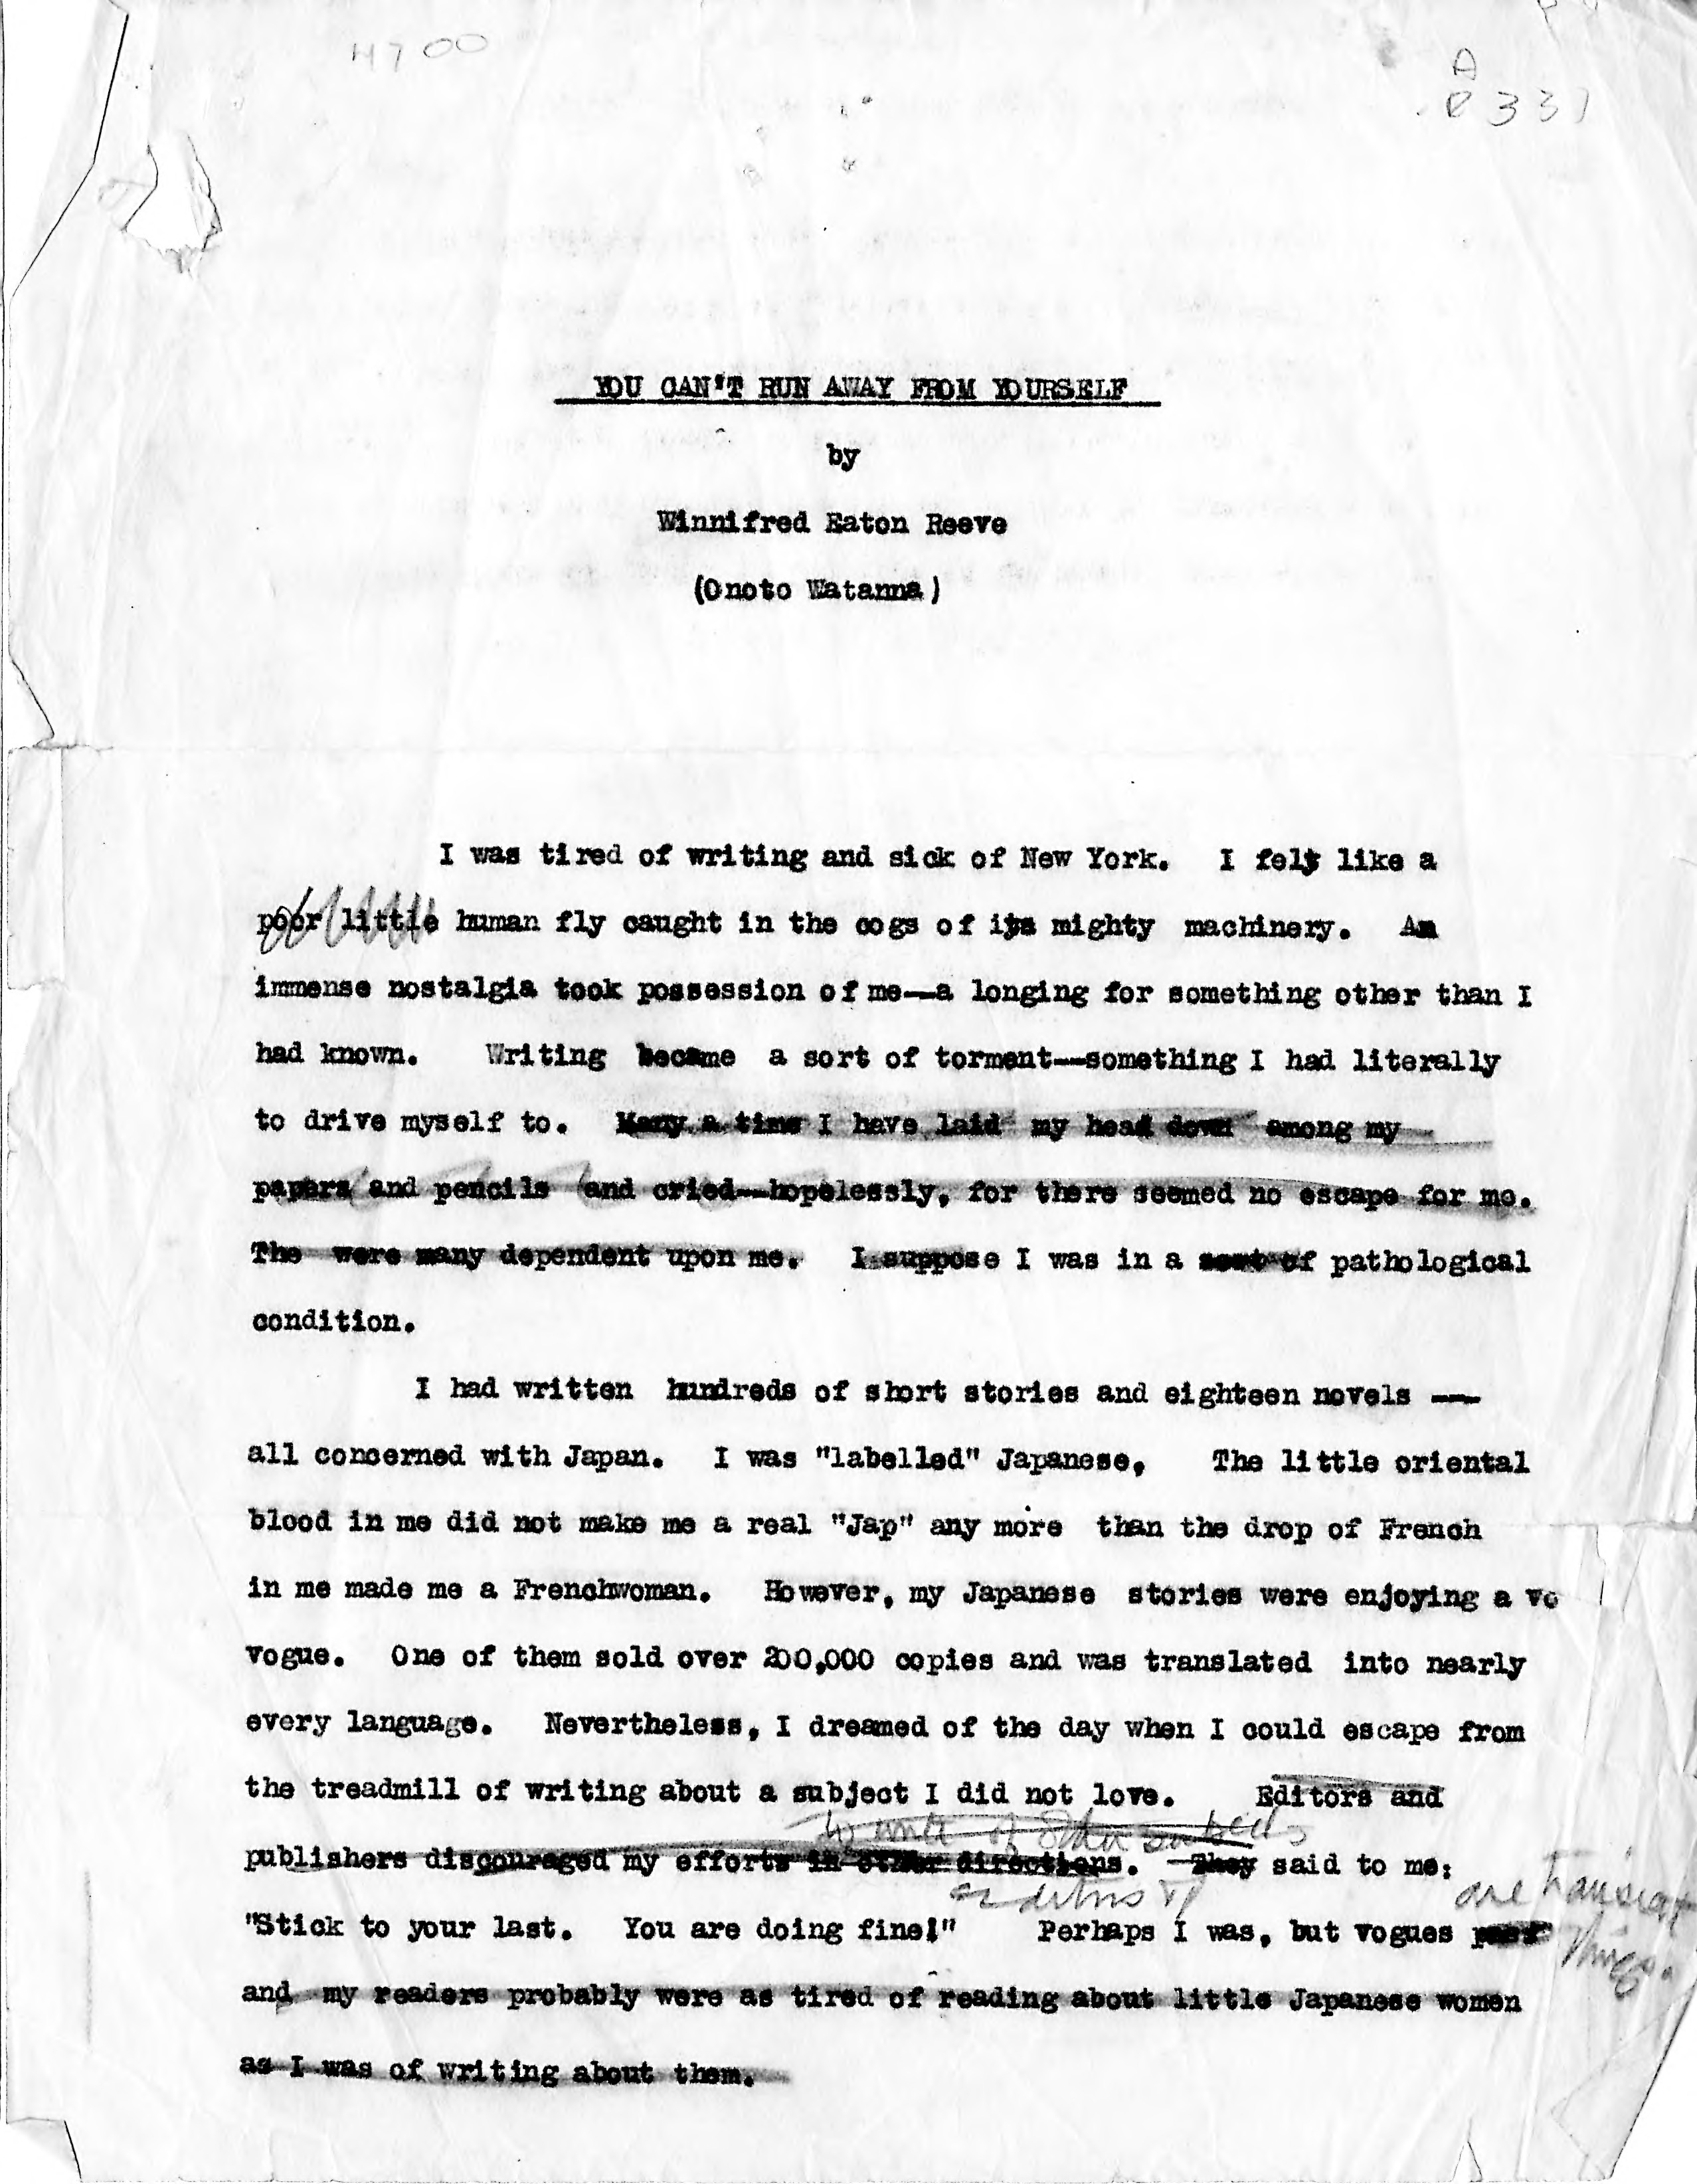 4700
A
8331
YOU CAN'T RUN AWAY FROM YOURSELF
by
Winnifred Eaton Reeve
(Onoto Watanna)
I was tired of writing and sick of New York. I felt like a
poor little human fly caught in the cogs of its mighty machinery. An
immense nostalgia took possession of me--a longing for something other than I
had known. Writing became a sort of torment--something I had literally
to drive myself to. Many a time I have laid my head down among my
papers and pencils and cried--hopelessly, for there seemed no escape for me.
The were many dependent upon me. I suppose I was in a sort of pathological
condition.
I had written hundreds of short stories and eighteen novels --
all concerned with Japan. I was "labelled" Japanese, The little oriental
blood in me did not make me a real "Jap" any more than the drop of French
in me made me a Frenchwoman. However, my Japanese stories were enjoying a vo
vogue. One of them sold over 200,000 copies and was translated into nearly
every language. Nevertheless, I dreamed of the day when I could escape from
the treadmill of writing about a subject I did not love. Editors and
to write of other subjects
publishers discouraged my efforts in other directions. They said to me:
are transient
"Stick to your last. You are doing fine!" Perhaps I was, but vogues past
things.
and my readers probably were as tired of reading about little Japanese women
as I was of writing about them.